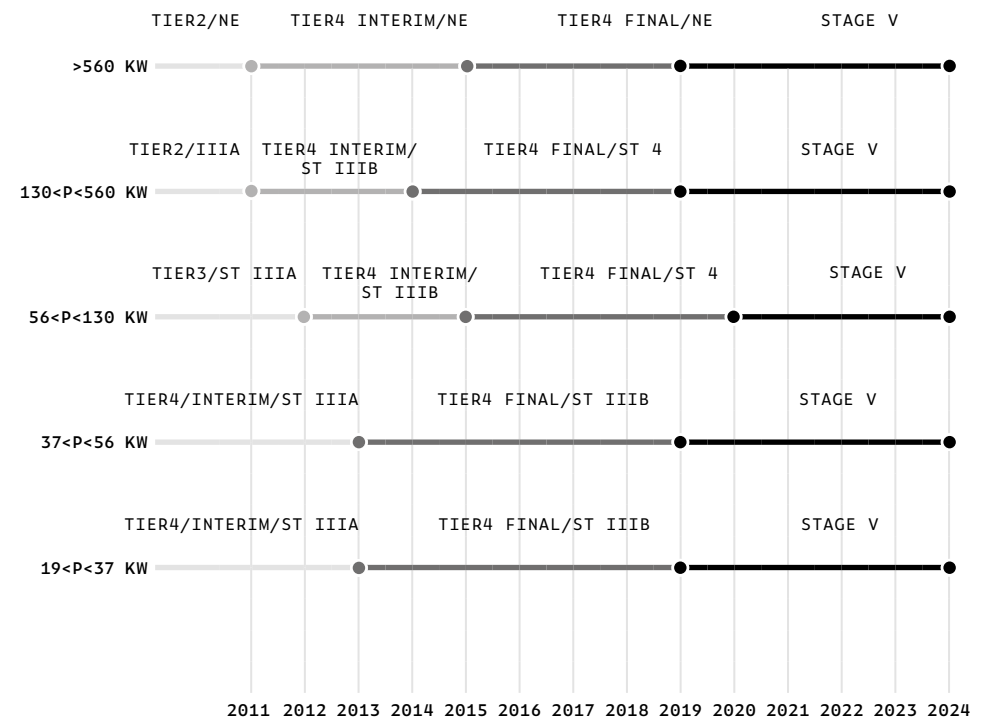 TIER2/NE TIER4 INTERIM/NE TIER4 FINAL/NE STAGE V
>560 KW
TIER2/IIIA TIER4 INTERIM/ TIER4 FINAL/ST 4 STAGE V
ST IIIB
130<P<560 KW
TIER3/ST IIIA TIER4 INTERIM/ TIER4 FINAL/ST 4 STAGE V
ST IIIB
56<P<130 KW
TIER4/INTERIM/ST IIIA TIER4 FINAL/ST IIIB STAGE V
37<P<56 KW
TIER4/INTERIM/ST IIIA TIER4 FINAL/ST IIIB STAGE V
19<P<37 KW
2011 2012 2013 2014 2015 2016 2017 2018 2019 2020 2021 2022 2023 2024